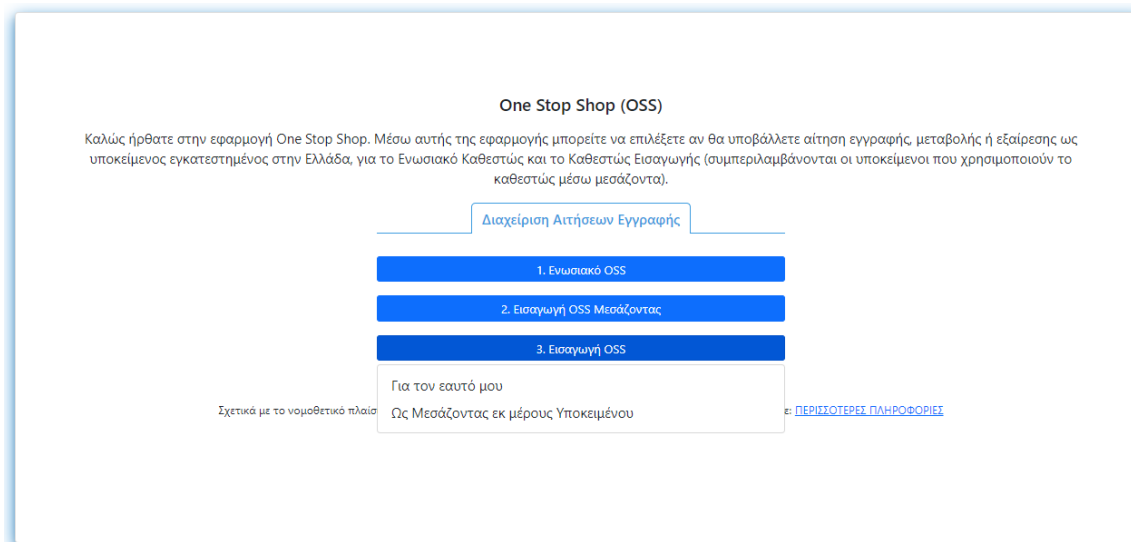 One Stop Shop (OSS)
Καλώς ήρθατε στην εφαρμογή One Stop Shop. Μέσω αυτής της εφαρμογής μπορείτε να επιλέξετε αν θα υποβάλλετε αίτηση εγγραφής, μεταβολής ή εξαίρεσης ως
υποκείμενος εγκατεστημένος στην Ελλάδα, για το Ενωσιακό Καθεστώς και το Καθεστώς Εισαγωγής (συμπεριλαμβάνονται οι υποκείμενοι που χρησιμοποιούν το
καθεστώς μέσω μεσάζοντα).
Διαχείριση Αιτήσεων Εγγραφής
1. Ενωσιακό OSS
2. Εισαγωγή OSS Μεσάζοντας
3. Εισαγωγή OSS
Για τον εαυτό μου
Ως Μεσάζοντας εκ μέρους Υποκειμένου
Σχετικά με το νομοθετικό ΠΕΡΙΣΣΟΤΕΡΕΣ ΠΛΗΡΟΦΟΡΙΕΣ